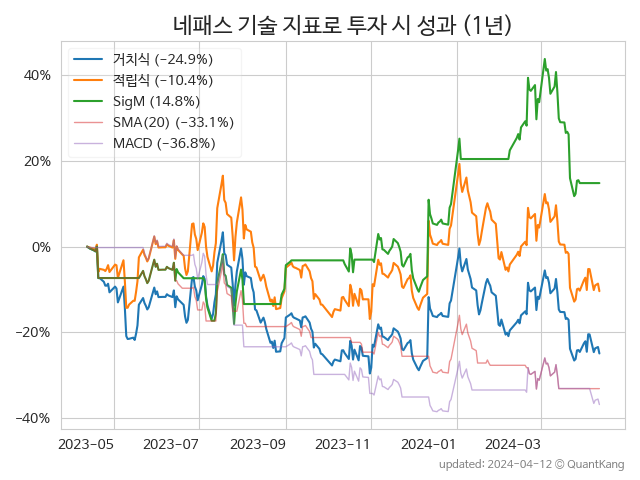 네패스 기술 지표로 투자 시 성과 (1년)
거치식 (−24.9%)
적립식 (−10.4%)
SigM (14.8%)
SMA(20) (−33.1%)
MACD (−36.8%)
40%
20%
0%
−20%
−40%
2023-05
2023-07
2023-09
2023-11
2024-01
2024-03
updated: 2024-04-12 © QuantKang